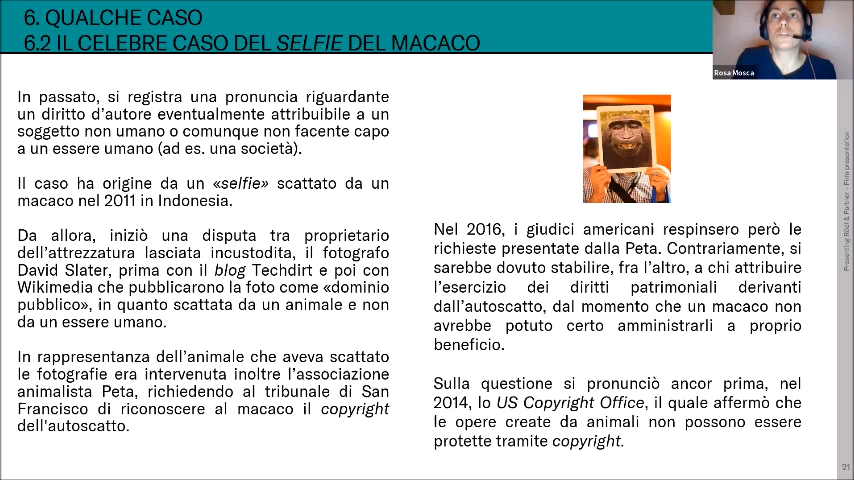 6. QUALCHE CASO
6.2 IL CELEBRE CASO DEL SELFIE DEL MACACO
Rosa Mosca
In passato, si registra una pronuncia riguardante
un diritto d'autore eventualmente attribuibile a un
soggetto non umano o comunque non facente capo
a un essere umano (ad es. una società).
Il caso ha origine da un «selfie» scattato da un
macaco nel 2011 in Indonesia.
Da allora, iniziò una disputa tra proprietario
dell'attrezzatura lasciata incustodita, il fotografo
David Slater, prima con il blog Techdirt e poi con
Wikimedia che pubblicarono la foto come «dominio
pubblico», in quanto scattata da un animale e non
da un essere umano.
In rappresentanza dell'animale che aveva scattato
le fotografie era intervenuta inoltre l'associazione
animalista Peta, richiedendo al tribunale di San
Francisco di riconoscere al macaco il copyright
dell'autoscatto.
Nel 2016, i giudici americani respinsero però le
richieste presentate dalla Peta. Contrariamente, si
sarebbe dovuto stabilire, fra l'altro, a chi attribuire
l'esercizio dei diritti patrimoniali derivanti
dall'autoscatto, dal momento che un macaco non
avrebbe potuto certo amministrarli a proprio
beneficio.
Sulla questione si pronunciò ancor prima, nel
2014, lo US Copyright Office, il quale affermò che
le opere create da animali non possono essere
protette tramite copyright.
Presenting Rödl & Partner - Firm presentation
21